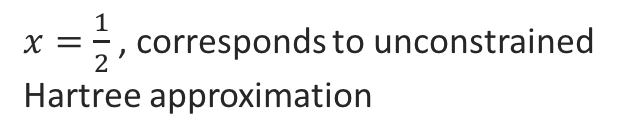 x = 1/2, corresponds to unconstrained
Hartree approximation